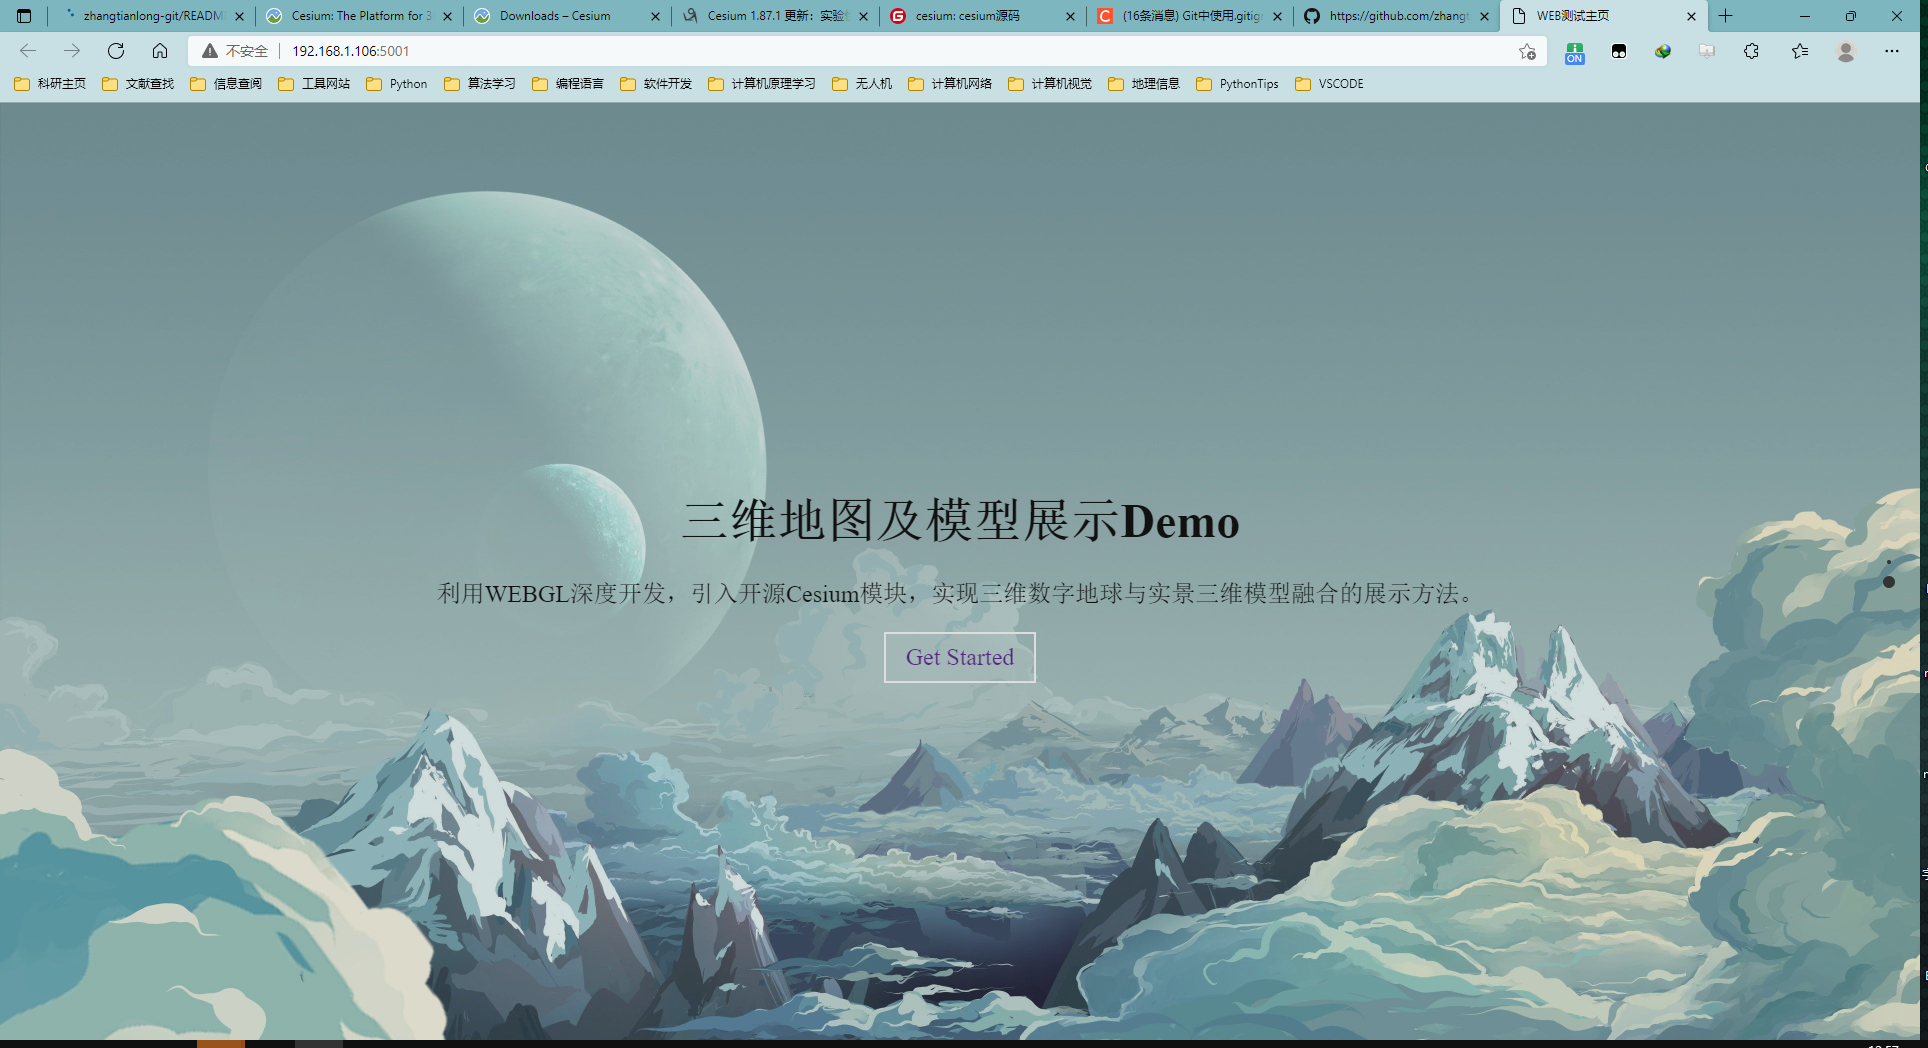 zhangtianlong-git/READM
Cesium: The Platform for 3
Downloads – Cesium
Cesium 1.87.1 更新：实验性
cesium: cesium源码
(16条消息) Git中使用.gitign
https://github.com/zhangt
WEB测试主页
不安全
192.168.1.106:5001
ON
科研主页
文献查找
信息查阅
工具网站
Python
算法学习
编程语言
软件开发
计算机原理学习
无人机
计算机网络
计算机视觉
地理信息
PythonTips
VSCODE
三维地图及模型展示Demo
利用WEBGL深度开发，引入开源Cesium模块，实现三维数字地球与实景三维模型融合的展示方法。
Get Started